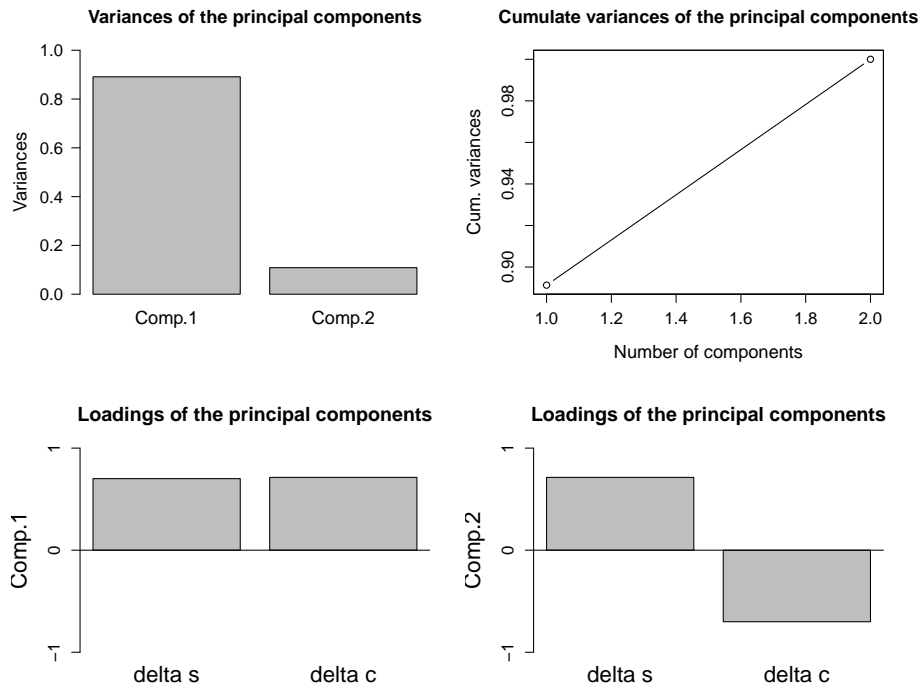 Variances of the principal components
1.0
0.8
0.6
0.4
0.2
0.0
Variances
Comp.1
Comp.2
Cumulate variances of the principal components
0.98
0.94
0.90
Cum. variances
1.0
1.2
1.4
1.6
1.8
2.0
Number of components
Loadings of the principal components
1
0
−1
Comp.1
delta s
delta c
Loadings of the principal components
1
0
−1
Comp.2
delta s
delta c